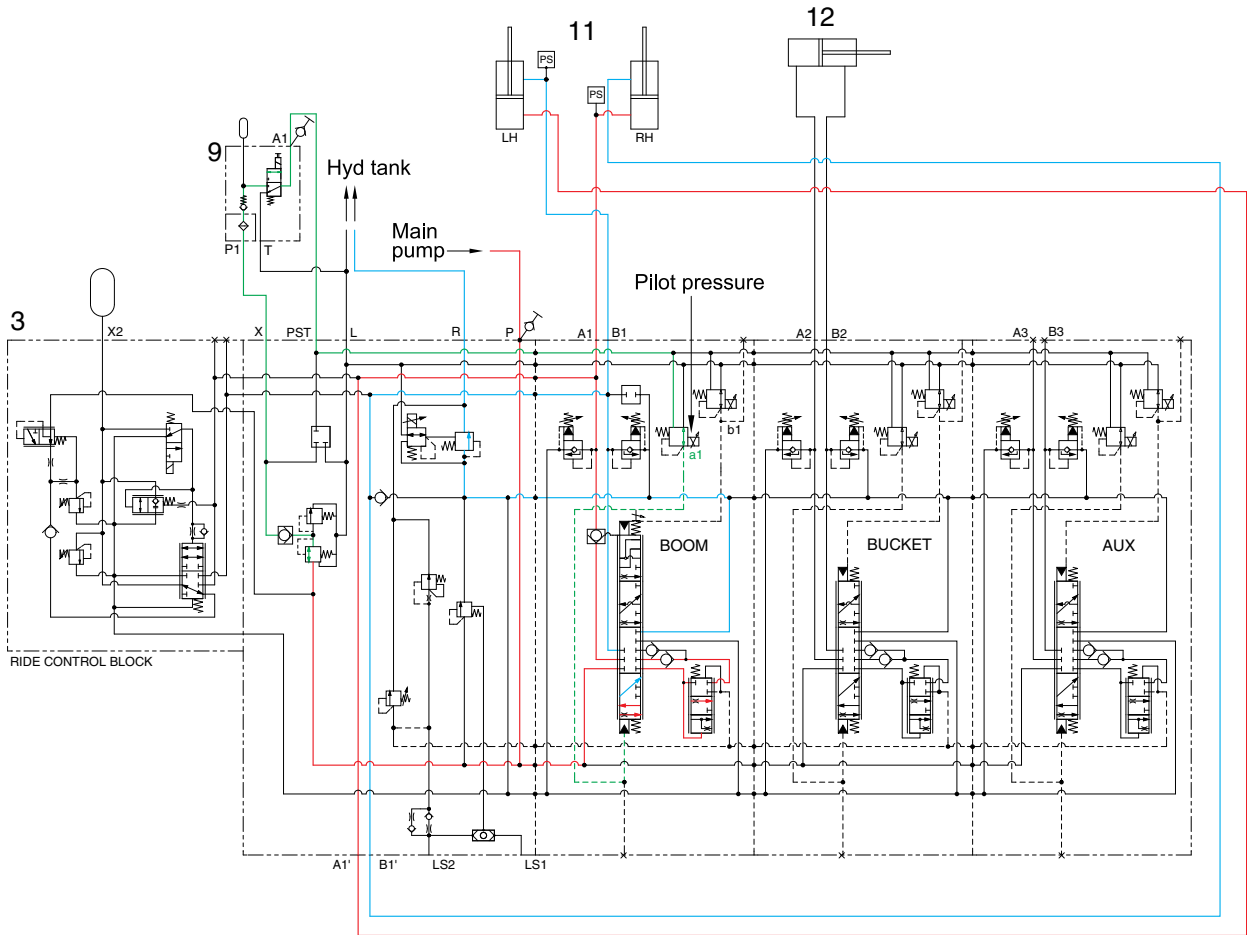 11
12
PS
PS
LH
RH
A1
9
Hyd tank
Main
pump
P1
T
Pilot pressure
3
X2
X
PST
L
R
P
A1
B1
A2
B2
A3
B3
b1
a1
BOOM
BUCKET
AUX
RIDE CONTROL BLOCK
A1'
B1'
LS2
LS1